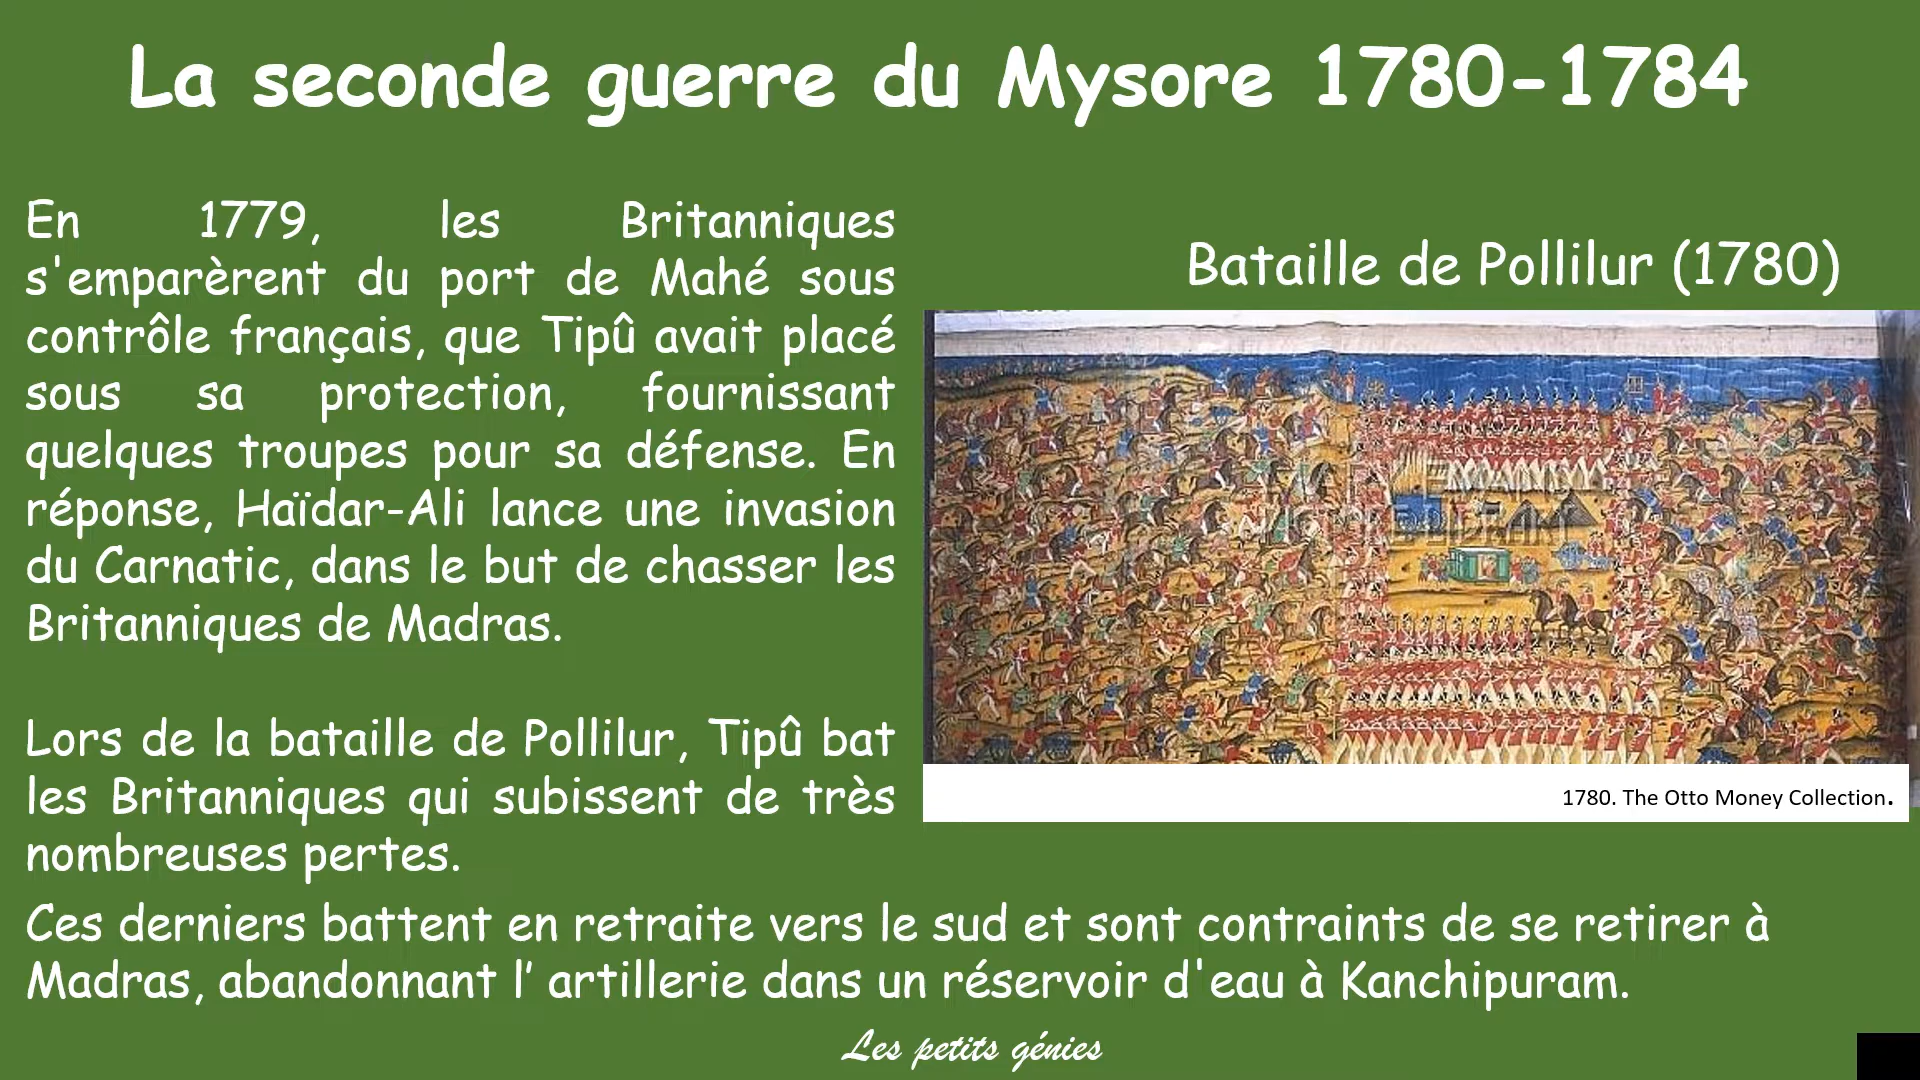 La seconde guerre du Mysore 1780-1784
En 1779, les Britanniques
s'emparèrent du port de Mahé sous
contrôle français, que Tipû avait placé
sous sa protection, fournissant
quelques troupes pour sa défense. En
réponse, Haïdar-Ali lance une invasion
du Carnatic, dans le but de chasser les
Britanniques de Madras.
Lors de la bataille de Pollilur, Tipû bat
les Britanniques qui subissent de très
nombreuses pertes.
Ces derniers battent en retraite vers le sud et sont contraints de se retirer à
Madras, abandonnant l’ artillerie dans un réservoir d'eau à Kanchipuram.
Bataille de Pollilur (1780)
1780. The Otto Money Collection.
Les petits génies